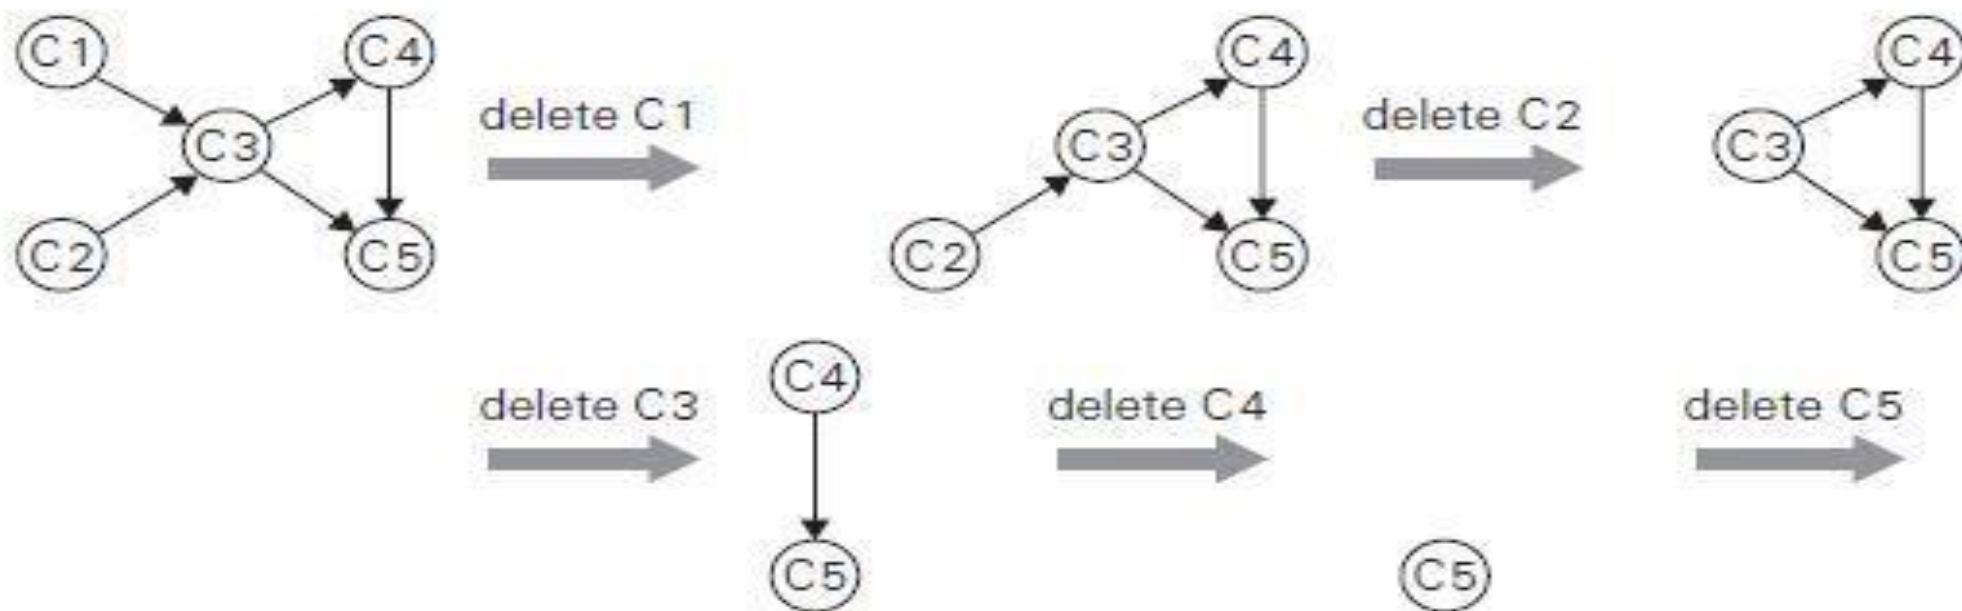 C1 C4 C4 C4
delete C1 delete C2
C3 C3 C3
C2 C5 C2 C5 C5
C4
delete C3 delete C4 delete C5
C5 C5